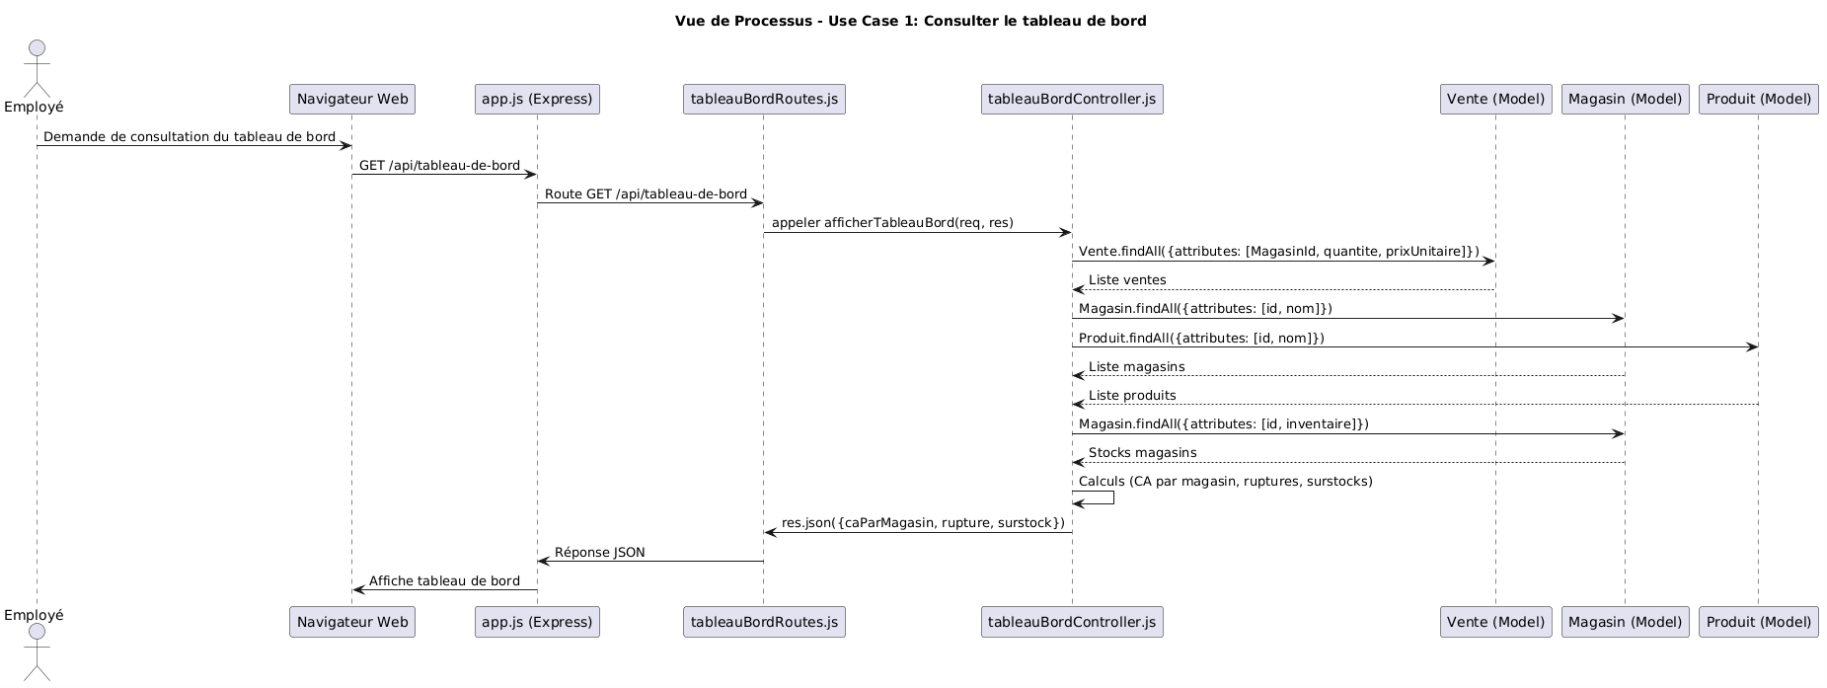 Vue de Processus - Use Case 1: Consulter le tableau de bord
Employé
Navigateur Web
app.js (Express)
tableauBordRoutes.js
tableauBordController.js
Vente (Model)
Magasin (Model)
Produit (Model)
Demande de consultation du tableau de bord
GET /api/tableau-de-bord
Route GET /api/tableau-de-bord
appeler afficherTableauBord(req, res)
Vente.findAll({attributes: [MagasinId, quantite, prixUnitaire]})
Liste ventes
Magasin.findAll({attributes: [id, nom]})
Produit.findAll({attributes: [id, nom]})
Liste magasins
Liste produits
Magasin.findAll({attributes: [id, inventaire]})
Stocks magasins
Calculs (CA par magasin, ruptures, surstocks)
res.json({caParMagasin, rupture, surstock})
Réponse JSON
Affiche tableau de bord
Employé
Navigateur Web
app.js (Express)
tableauBordRoutes.js
tableauBordController.js
Vente (Model)
Magasin (Model)
Produit (Model)